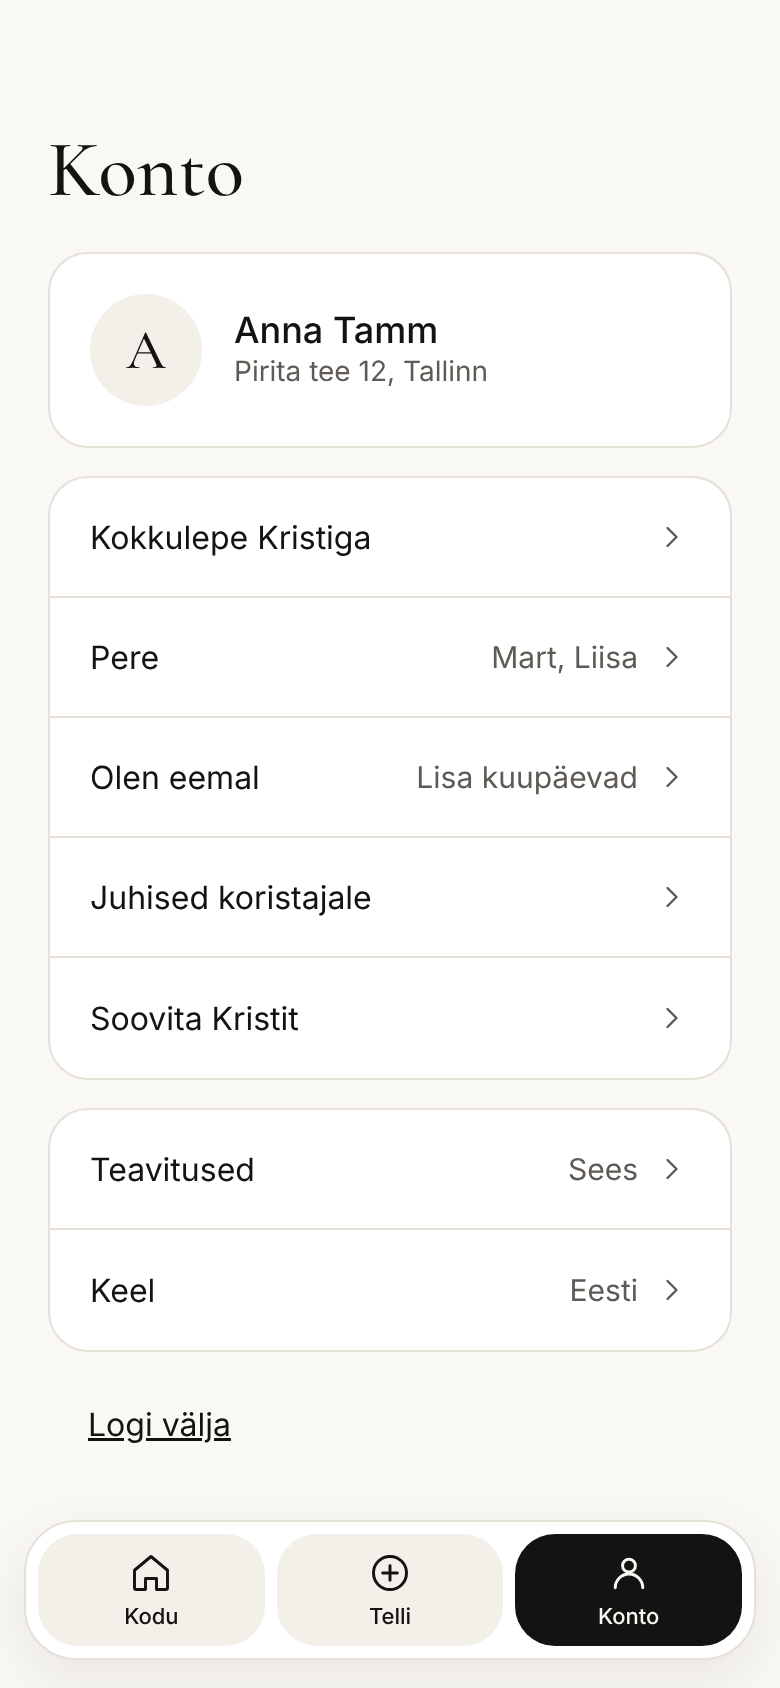 Konto
A
Anna Tamm
Pirita tee 12, Tallinn
Kokkulepe Kristiga
Pere Mart, Liisa
Olen eemal Lisa kuupäevad
Juhised koristajale
Soovita Kristit
Teavitused Sees
Keel Eesti
Logi välja
Kodu Telli Konto